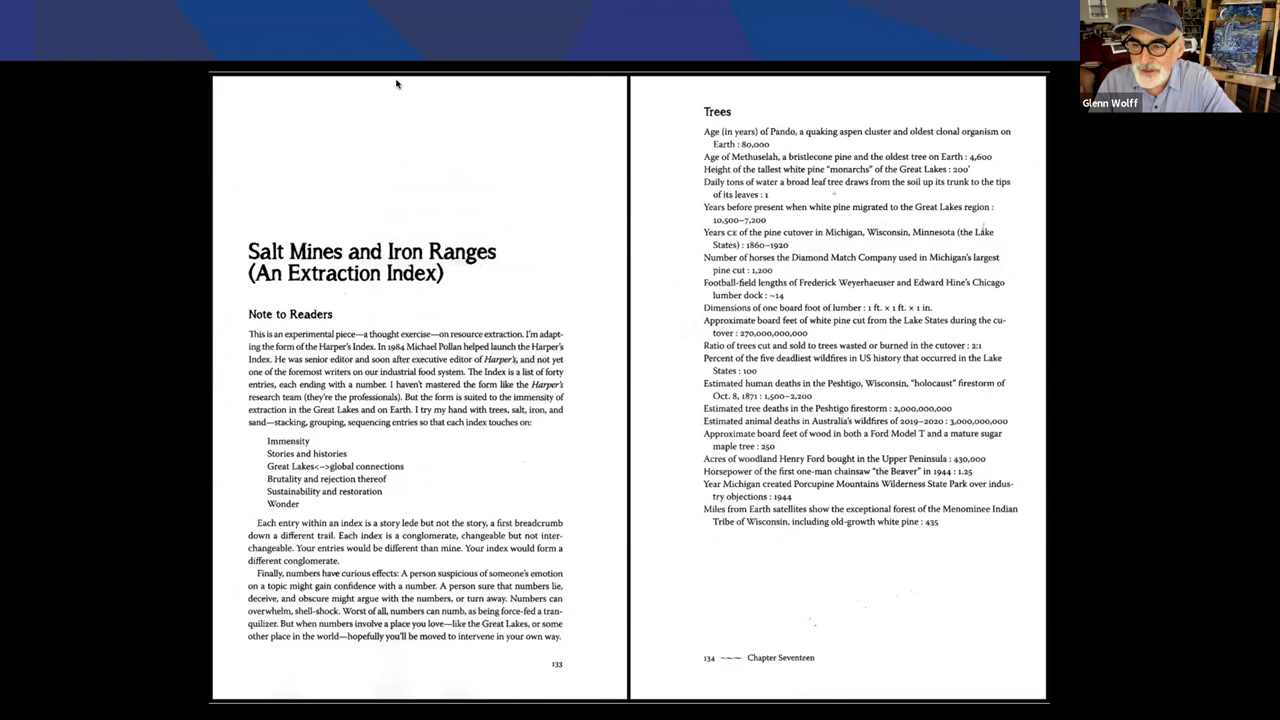 Salt Mines and Iron Ranges
(An Extraction Index)
Note to Readers
This is an experimental piece—a thought exercise—on resource extraction. I'm adapt-
ing the form of the Harper's Index. In 1984 Michael Pollan helped launch the Harper's
Index. He was senior editor and soon after executive editor of Harper's, and not yet
one of the foremost writers on our industrial food system. The Index is a list of forty
entries, each ending with a number. I haven't mastered the form like the Harper's
research team (they're the professionals). But the form is suited to the immensity of
extraction in the Great Lakes and on Earth. I try my hand with trees, salt, iron, and
sand—stacking, grouping, sequencing entries so that each index touches on:
Immensity
Stories and histories
Great Lakes<->global connections
Brutality and rejection thereof
Sustainability and restoration
Wonder
Each entry within an index is a story lede but not the story, a first breadcrumb
down a different trail. Each index is a conglomerate, changeable but not inter-
changeable. Your entries would be different than mine. Your index would form a
different conglomerate.
Finally, numbers have curious effects: A person suspicious of someone's emotion
on a topic might gain confidence with a number. A person sure that numbers lie,
deceive, and obscure might argue with the numbers, or turn away. Numbers can
overwhelm, shell-shock. Worst of all, numbers can numb, as being force-fed a tran-
quilizer. But when numbers involve a place you love—like the Great Lakes, or some
other place in the world—hopefully you'll be moved to intervene in your own way.
133
Trees
Age (in years) of Pando, a quaking aspen cluster and oldest clonal organism on
Earth : 80,000
Age of Methuselah, a bristlecone pine and the oldest tree on Earth : 4,600
Height of the tallest white pine "monarchs" of the Great Lakes : 200'
Daily tons of water a broad leaf tree draws from the soil up its trunk to the tips
of its leaves : 1
Years before present when white pine migrated to the Great Lakes region :
10,500–7,200
Years CE of the pine cutover in Michigan, Wisconsin, Minnesota (the Lake
States) : 1860–1920
Number of horses the Diamond Match Company used in Michigan's largest
pine cut : 1,200
Football-field lengths of Frederick Weyerhaeuser and Edward Hine's Chicago
lumber dock : ~14
Dimensions of one board foot of lumber : 1 ft. × 1 ft. × 1 in.
Approximate board feet of white pine cut from the Lake States during the cu-
tover : 270,000,000,000
Ratio of trees cut and sold to trees wasted or burned in the cutover : 2:1
Percent of the five deadliest wildfires in US history that occurred in the Lake
States : 100
Estimated human deaths in the Peshtigo, Wisconsin, "holocaust" firestorm of
Oct. 8, 1871 : 1,500–2,200
Estimated tree deaths in the Peshtigo firestorm : 2,000,000,000
Estimated animal deaths in Australia's wildfires of 2019–2020 : 3,000,000,000
Approximate board feet of wood in both a Ford Model T and a mature sugar
maple tree : 250
Acres of woodland Henry Ford bought in the Upper Peninsula : 430,000
Horsepower of the first one-man chainsaw "the Beaver" in 1944 : 1.25
Year Michigan created Porcupine Mountains Wilderness State Park over indus-
try objections : 1944
Miles from Earth satellites show the exceptional forest of the Menominee Indian
Tribe of Wisconsin, including old-growth white pine : 435
134 — Chapter Seventeen
Glenn Wolff